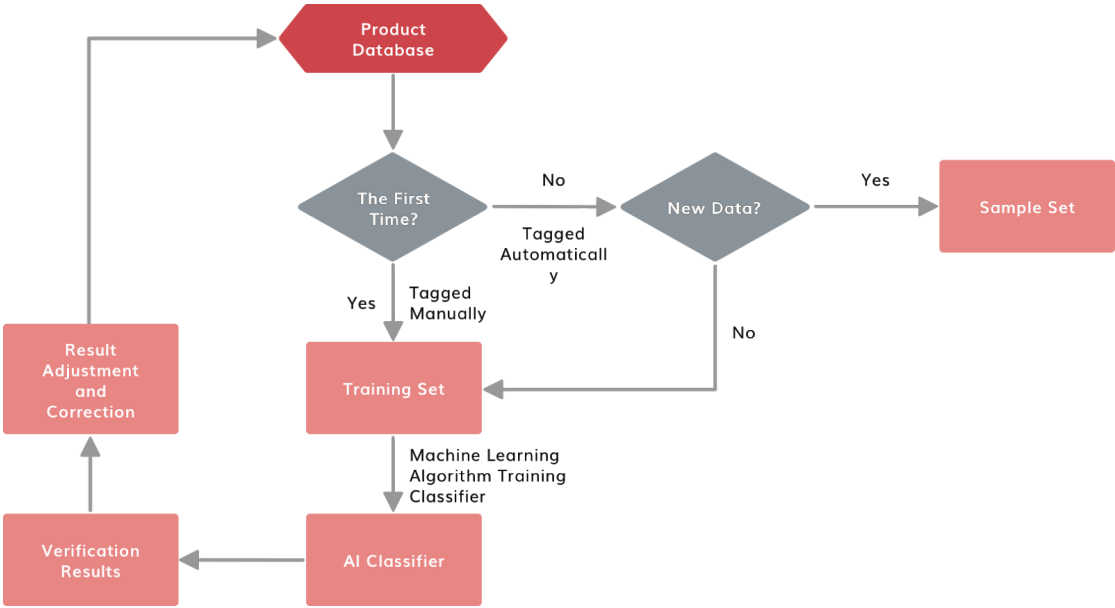 Product
Database
The First
Time?
No
Tagged
Automaticall
y
New Data?
Yes
Sample Set
Yes
Tagged
Manually
No
Training Set
Machine Learning
Algorithm Training
Classifier
AI Classifier
Verification
Results
Result
Adjustment
and
Correction